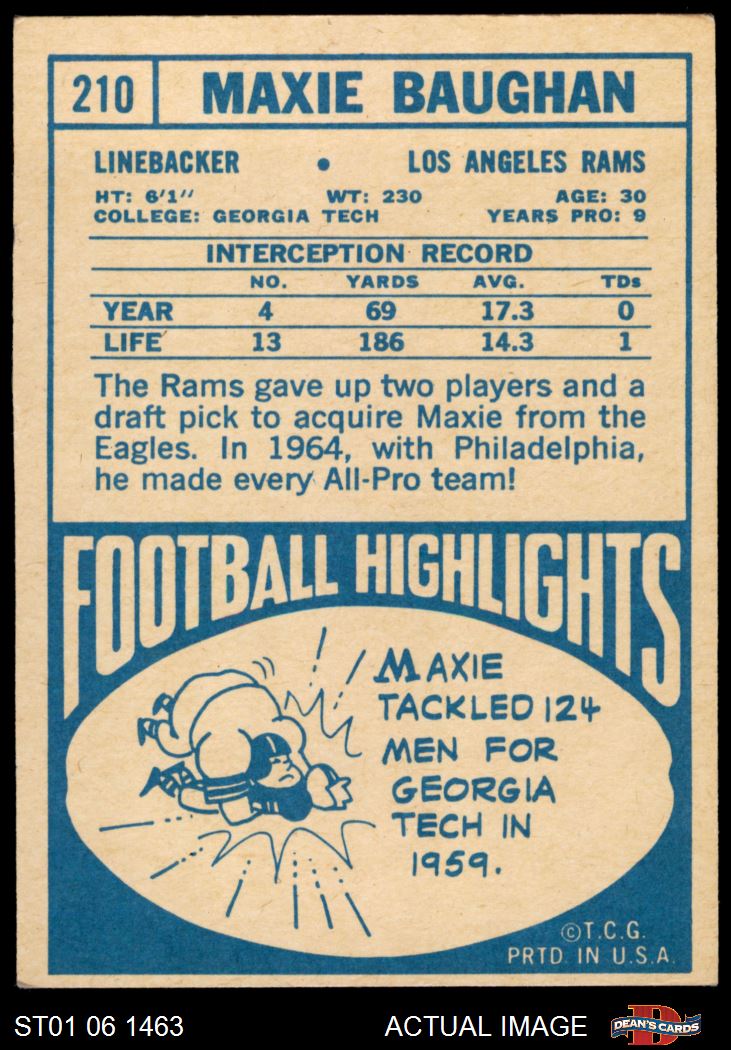 210 MAXIE BAUGHAN
LINEBACKER • LOS ANGELES RAMS
HT: 6'1" WT: 230 AGE: 30
COLLEGE: GEORGIA TECH YEARS PRO: 9
INTERCEPTION RECORD
NO. YARDS AVG. TDs
YEAR 4 69 17.3 0
LIFE 13 186 14.3 1
The Rams gave up two players and a
draft pick to acquire Maxie from the
Eagles. In 1964, with Philadelphia,
he made every All-Pro team!
FOOTBALL HIGHLIGHTS
MAXIE
TACKLED 124
MEN FOR
GEORGIA
TECH IN
1959.
©T.C.G.
PRTD. IN U.S.A.
ST01 06 1463 ACTUAL IMAGE DEAN'S CARDS